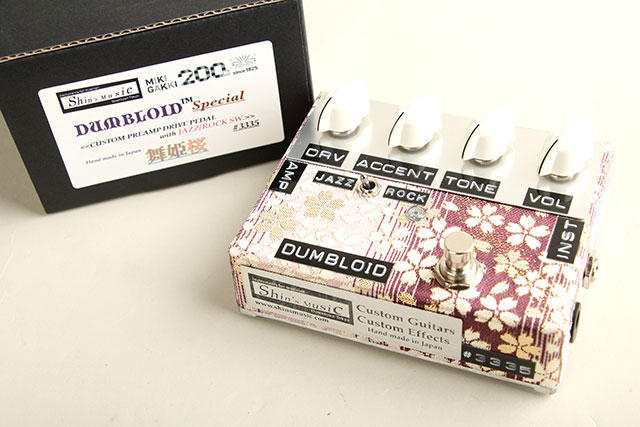 Shin's Music
MIKI
GAKKI
200
since 1825
DUMBLOID™ Special
<<CUSTOM PREAMP DRIVE PEDAL
with JAZZ/ROCK SW.>>
Hand made in Japan
舞姫桜
#3335
DRV
ACCENT
TONE
VOL
AMP
JAZZ
ROCK
INST
DUMBLOID
Shin's Music
www.shinsmusic.com
Custom Guitars
Custom Effects
Hand made in Japan
#3335